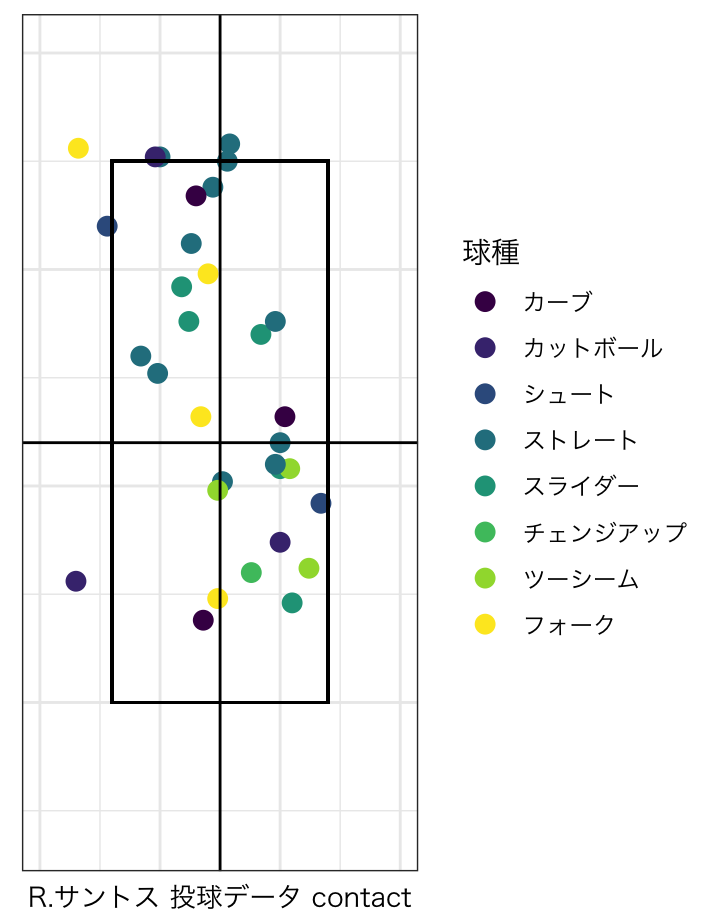 球種
カーブ
カットボール
シュート
ストレート
スライダー
チェンジアップ
ツーシーム
フォーク
R.サントス 投球データ contact